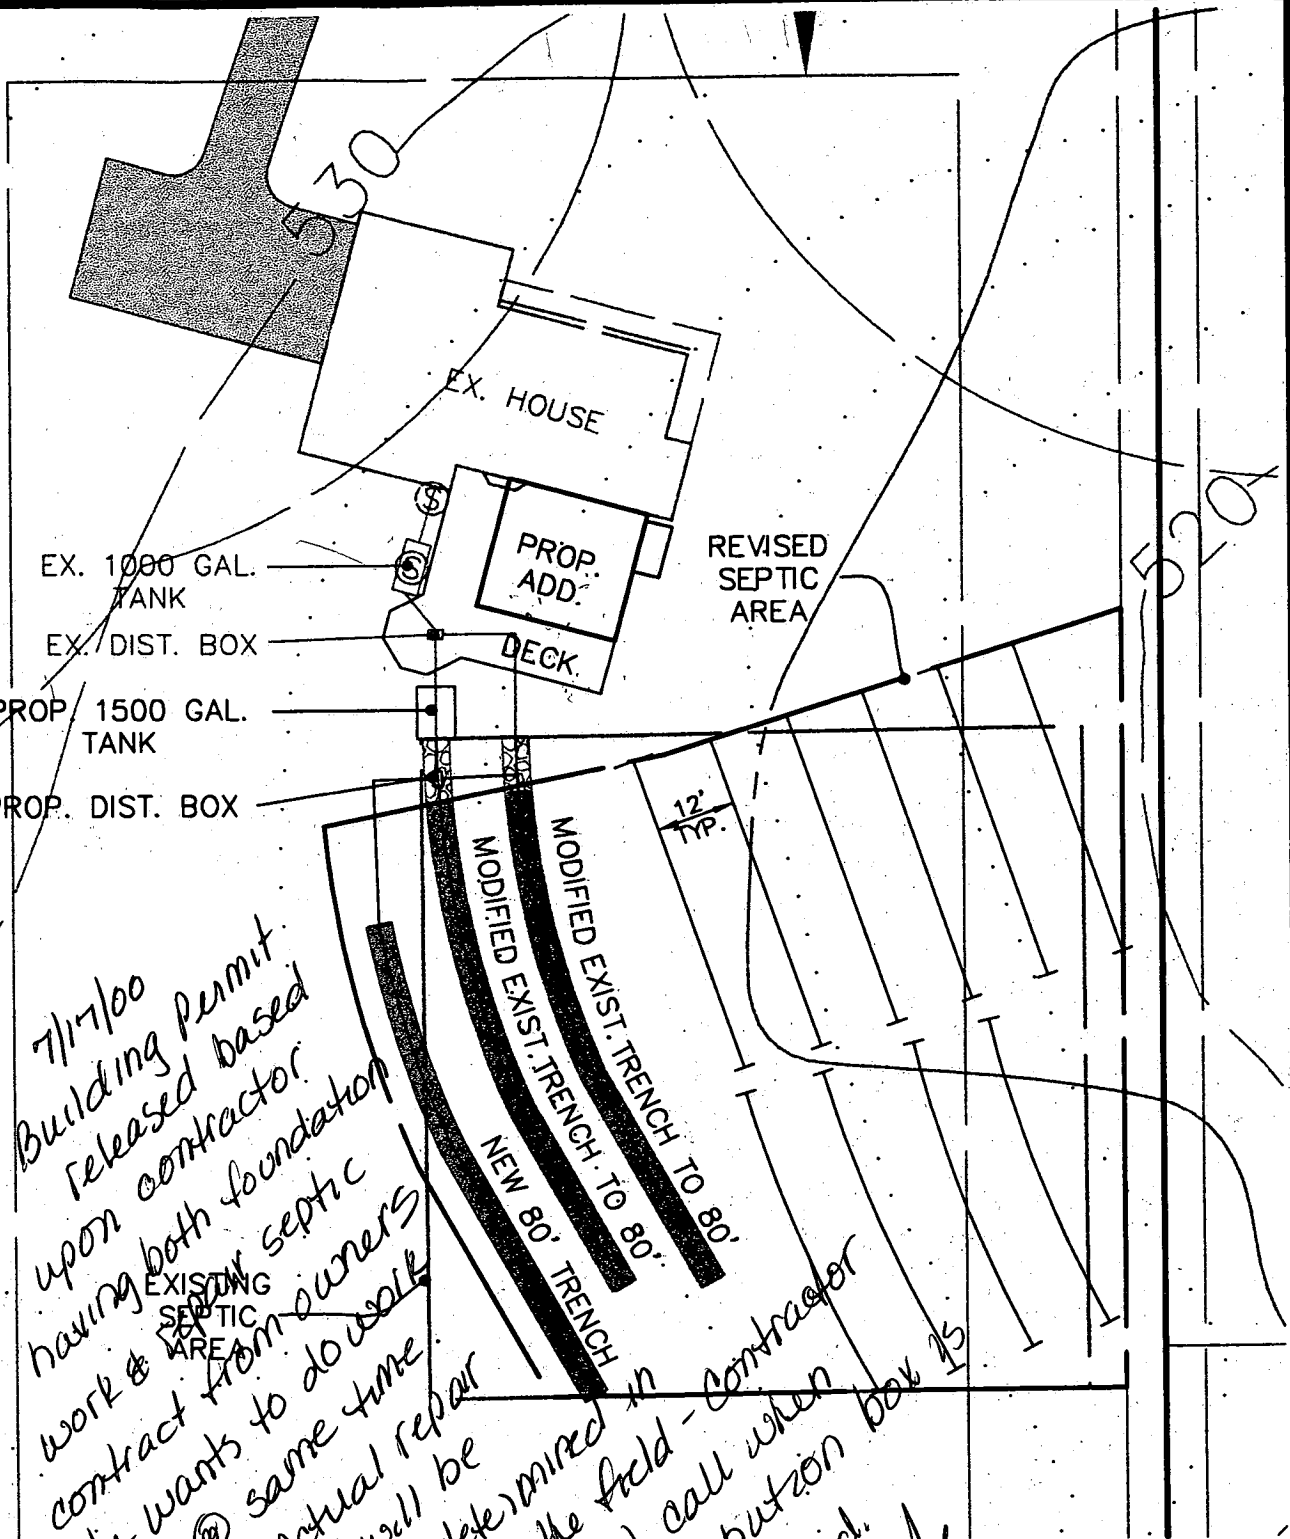 530
EX. HOUSE
PROP.
ADD.
REVISED
SEPTIC
AREA
520
EX. 1000 GAL.
TANK
EX. DIST. BOX
DECK
PROP. 1500 GAL.
TANK
PROP. DIST. BOX
12'
TYP.
MODIFIED EXIST. TRENCH TO 80'
MODIFIED EXIST. TRENCH TO 80'
NEW 80' TRENCH
EXISTING
SEPTIC
AREA
7/17/00
Building permit
released based
upon contractor
having both foundation
work & repair septic
contract from owners
wants to do work
@ same time
repair
will be
determined in
the field - Contractor
call when
box is